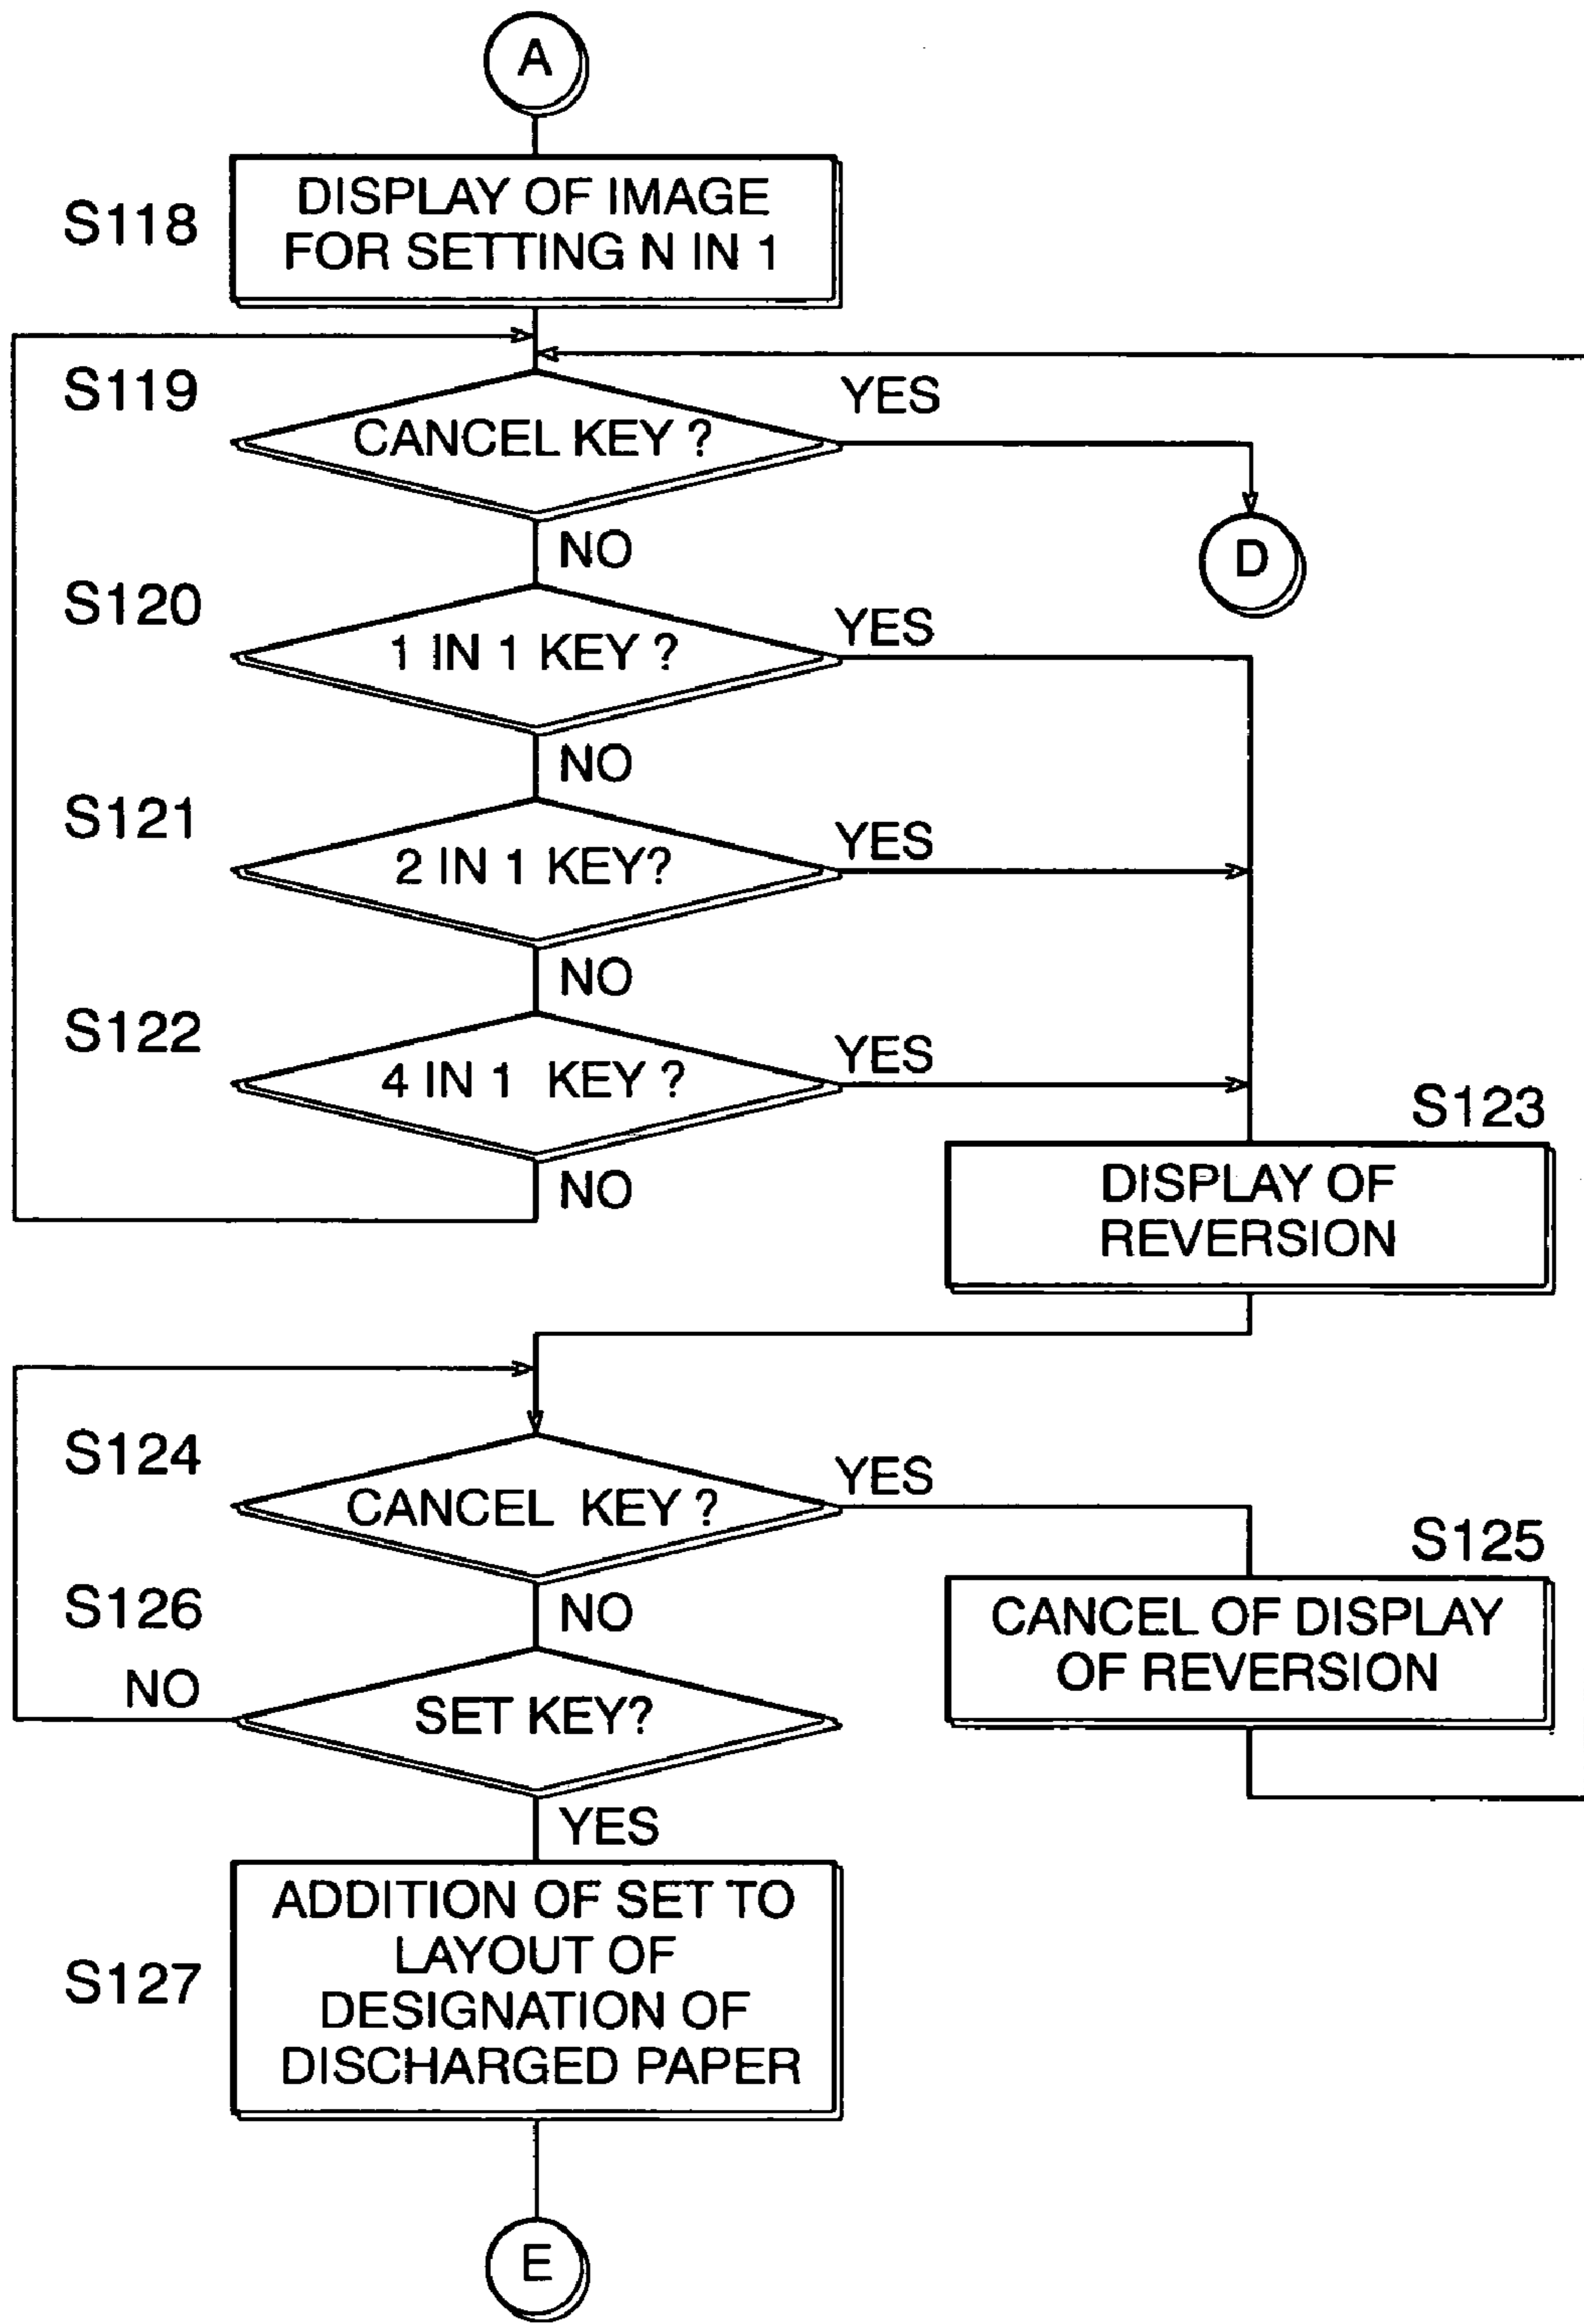 A
S118
DISPLAY OF IMAGE
FOR SETTING N IN 1
S119
CANCEL KEY ?
YES
NO
D
S120
1 IN 1 KEY ?
YES
NO
S121
2 IN 1 KEY?
YES
NO
S122
4 IN 1 KEY ?
YES
NO
S123
DISPLAY OF
REVERSION
S124
CANCEL KEY ?
YES
NO
S125
CANCEL OF DISPLAY
OF REVERSION
S126
NO
SET KEY?
YES
S127
ADDITION OF SET TO
LAYOUT OF
DESIGNATION OF
DISCHARGED PAPER
E